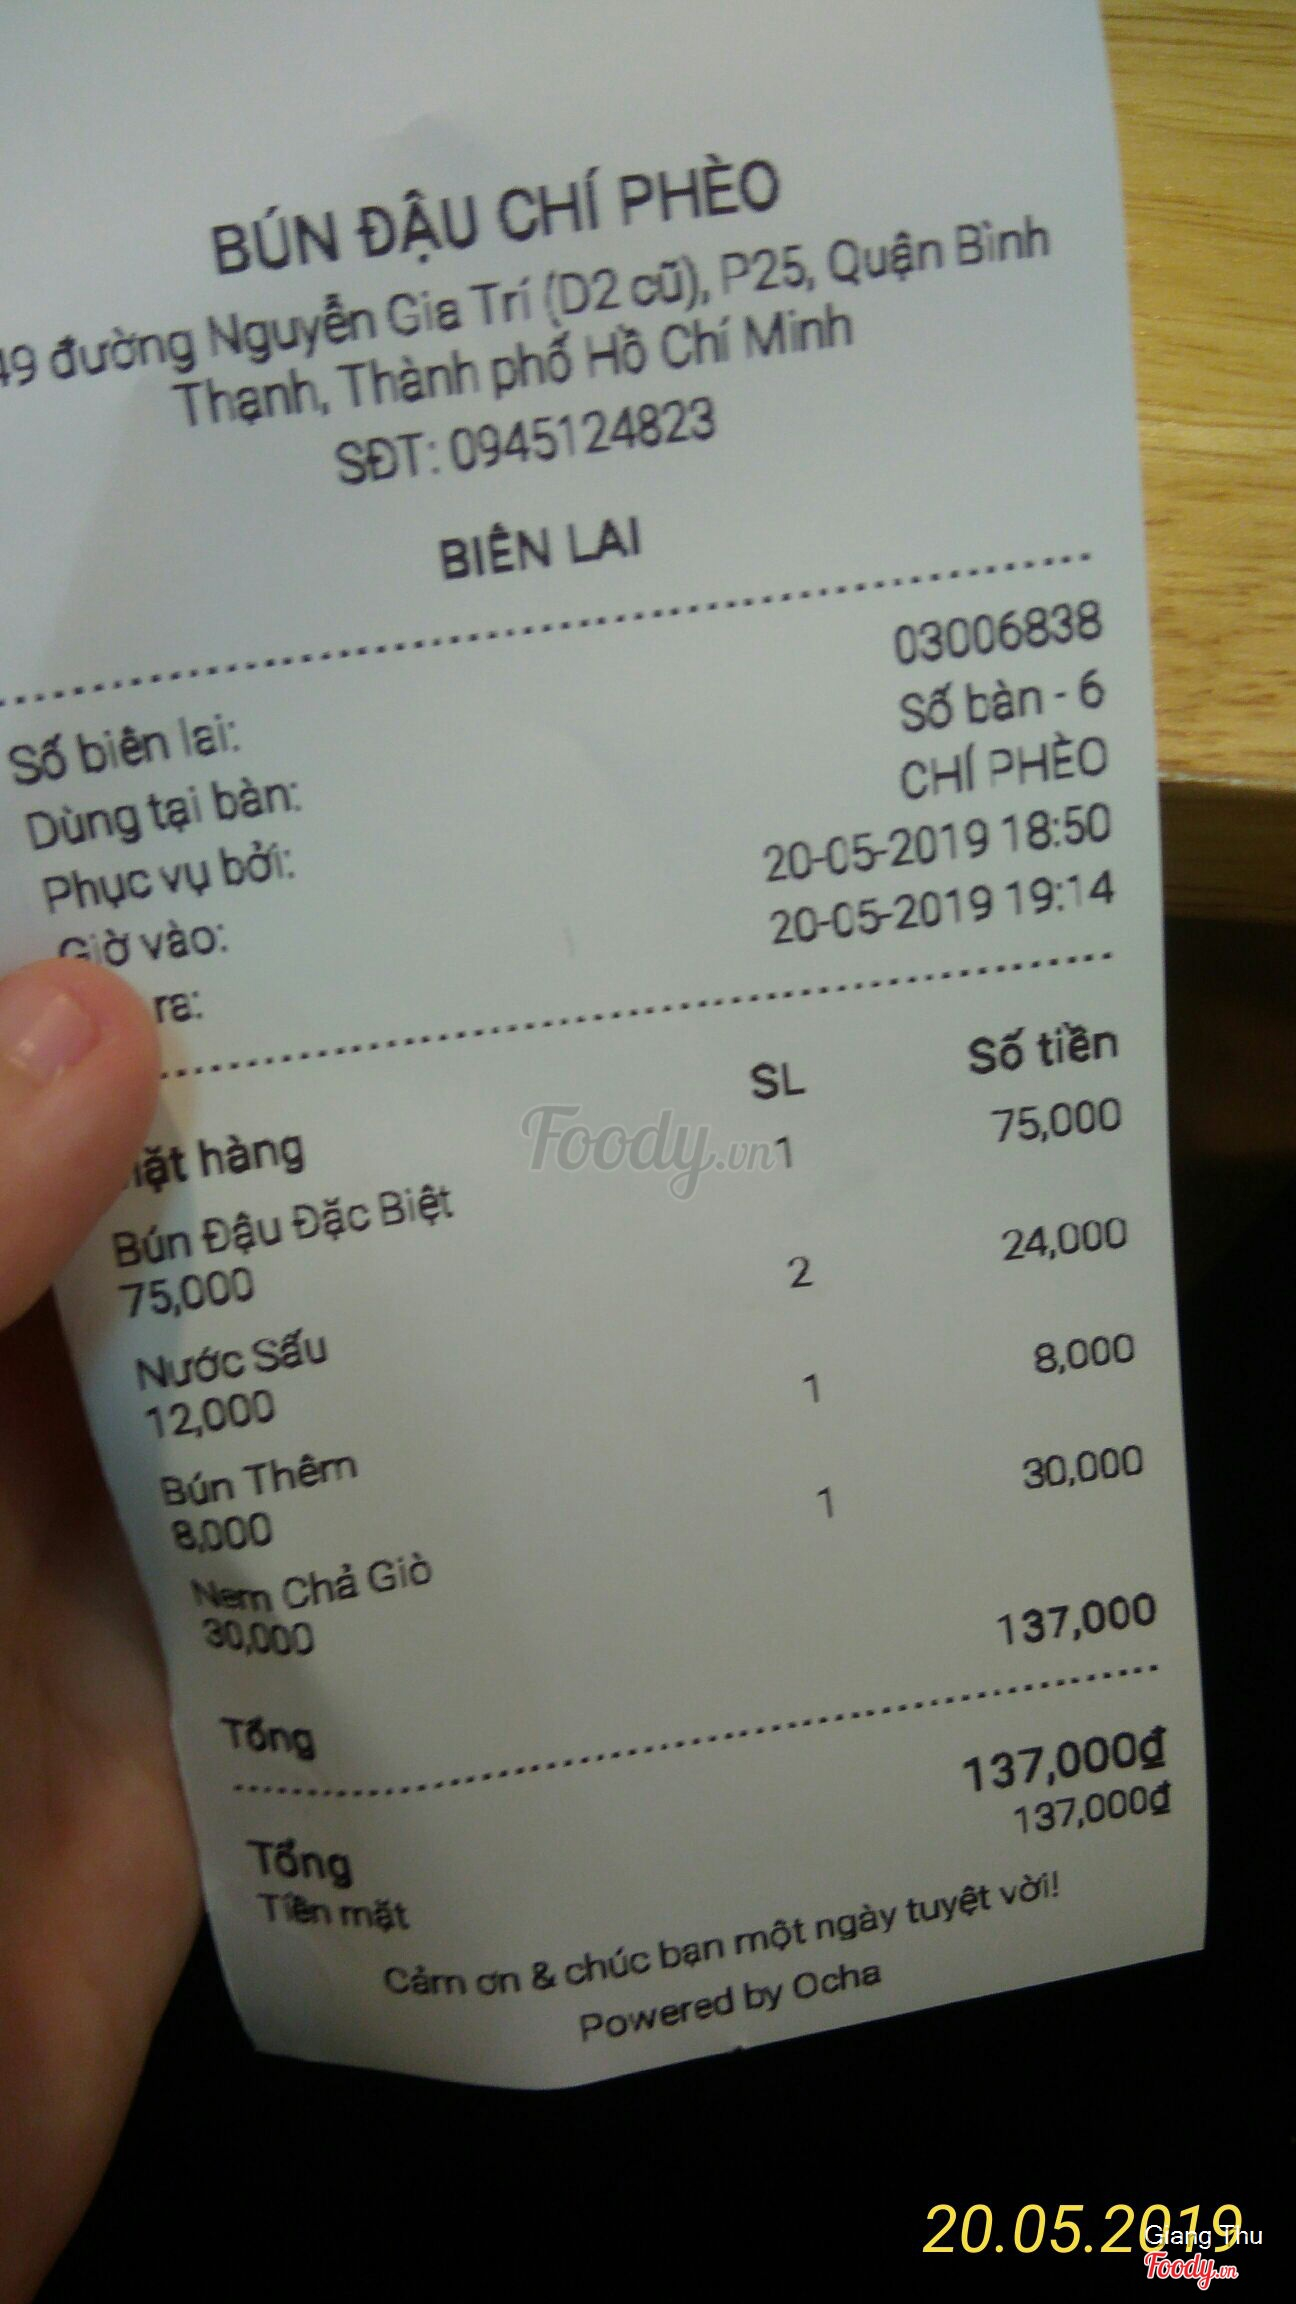 BÚN ĐẬU CHÍ PHÈO
49 đường Nguyễn Gia Trí (D2 cũ), P25, Quận Bình
Thạnh, Thành phố Hồ Chí Minh
SĐT: 0945124823
BIÊN LAI
Số biên lai: 03006838
Dùng tại bàn: Số bàn - 6
Phục vụ bởi: CHÍ PHÈO
Giờ vào: 20-05-2019 18:50
ra: 20-05-2019 19:14
Mặt hàng SL Số tiền
Bún Đậu Đặc Biệt 1 75,000
75,000
Nước Sấu 2 24,000
12,000
Bún Thêm 1 8,000
8,000
Nem Chả Giò 1 30,000
30,000
Tổng 137,000
Tổng 137,000₫
Tiền mặt 137,000₫
Cảm ơn & chúc bạn một ngày tuyệt vời!
Powered by Ocha
Foody.vn
20.05.2019
Giang Thu
Foody.vn